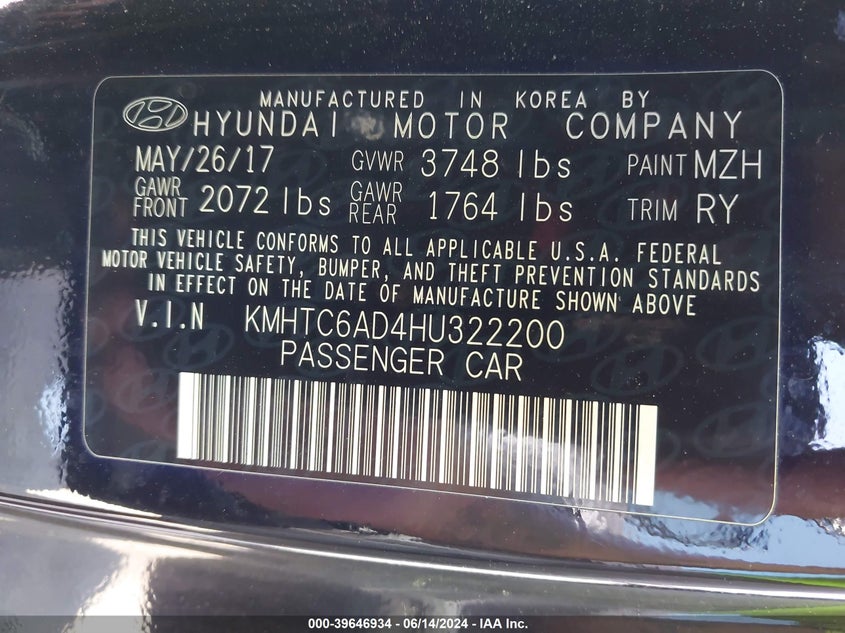 MANUFACTURED IN KOREA BY
HYUNDAI MOTOR COMPANY
MAY/26/17 GVWR 3748 lbs PAINT MZH
GAWR FRONT 2072 lbs GAWR REAR 1764 lbs TRIM RY
THIS VEHICLE CONFORMS TO ALL APPLICABLE U.S.A. FEDERAL
MOTOR VEHICLE SAFETY, BUMPER, AND THEFT PREVENTION STANDARDS
IN EFFECT ON THE DATE OF MANUFACTURE SHOWN ABOVE
V.I.N KMHTC6AD4HU322200
PASSENGER CAR
000-39646934 - 06/14/2024 - IAA Inc.